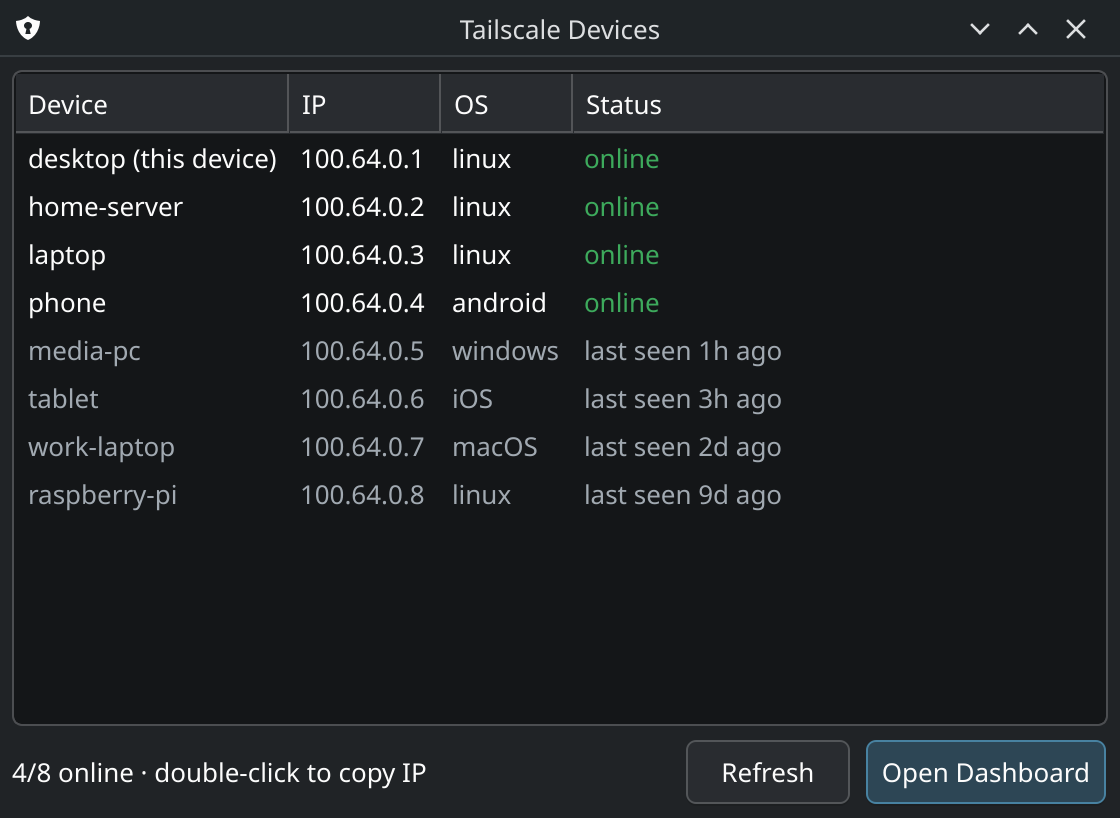 Tailscale Devices
Device IP OS Status
desktop (this device) 100.64.0.1 linux online
home-server 100.64.0.2 linux online
laptop 100.64.0.3 linux online
phone 100.64.0.4 android online
media-pc 100.64.0.5 windows last seen 1h ago
tablet 100.64.0.6 iOS last seen 3h ago
work-laptop 100.64.0.7 macOS last seen 2d ago
raspberry-pi 100.64.0.8 linux last seen 9d ago
4/8 online · double-click to copy IP Refresh Open Dashboard